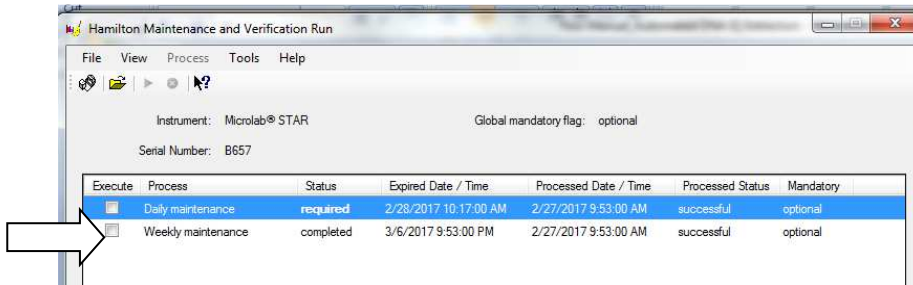 Hamilton Maintenance and Verification Run
File View Process Tools Help
Instrument: Microlab® STAR Global mandatory flag: optional
Serial Number: B657
Execute Process Status Expired Date / Time Processed Date / Time Processed Status Mandatory
Daily maintenance required 2/28/2017 10:17:00 AM 2/27/2017 9:53:00 AM successful optional
Weekly maintenance completed 3/6/2017 9:53:00 PM 2/27/2017 9:53:00 AM successful optional